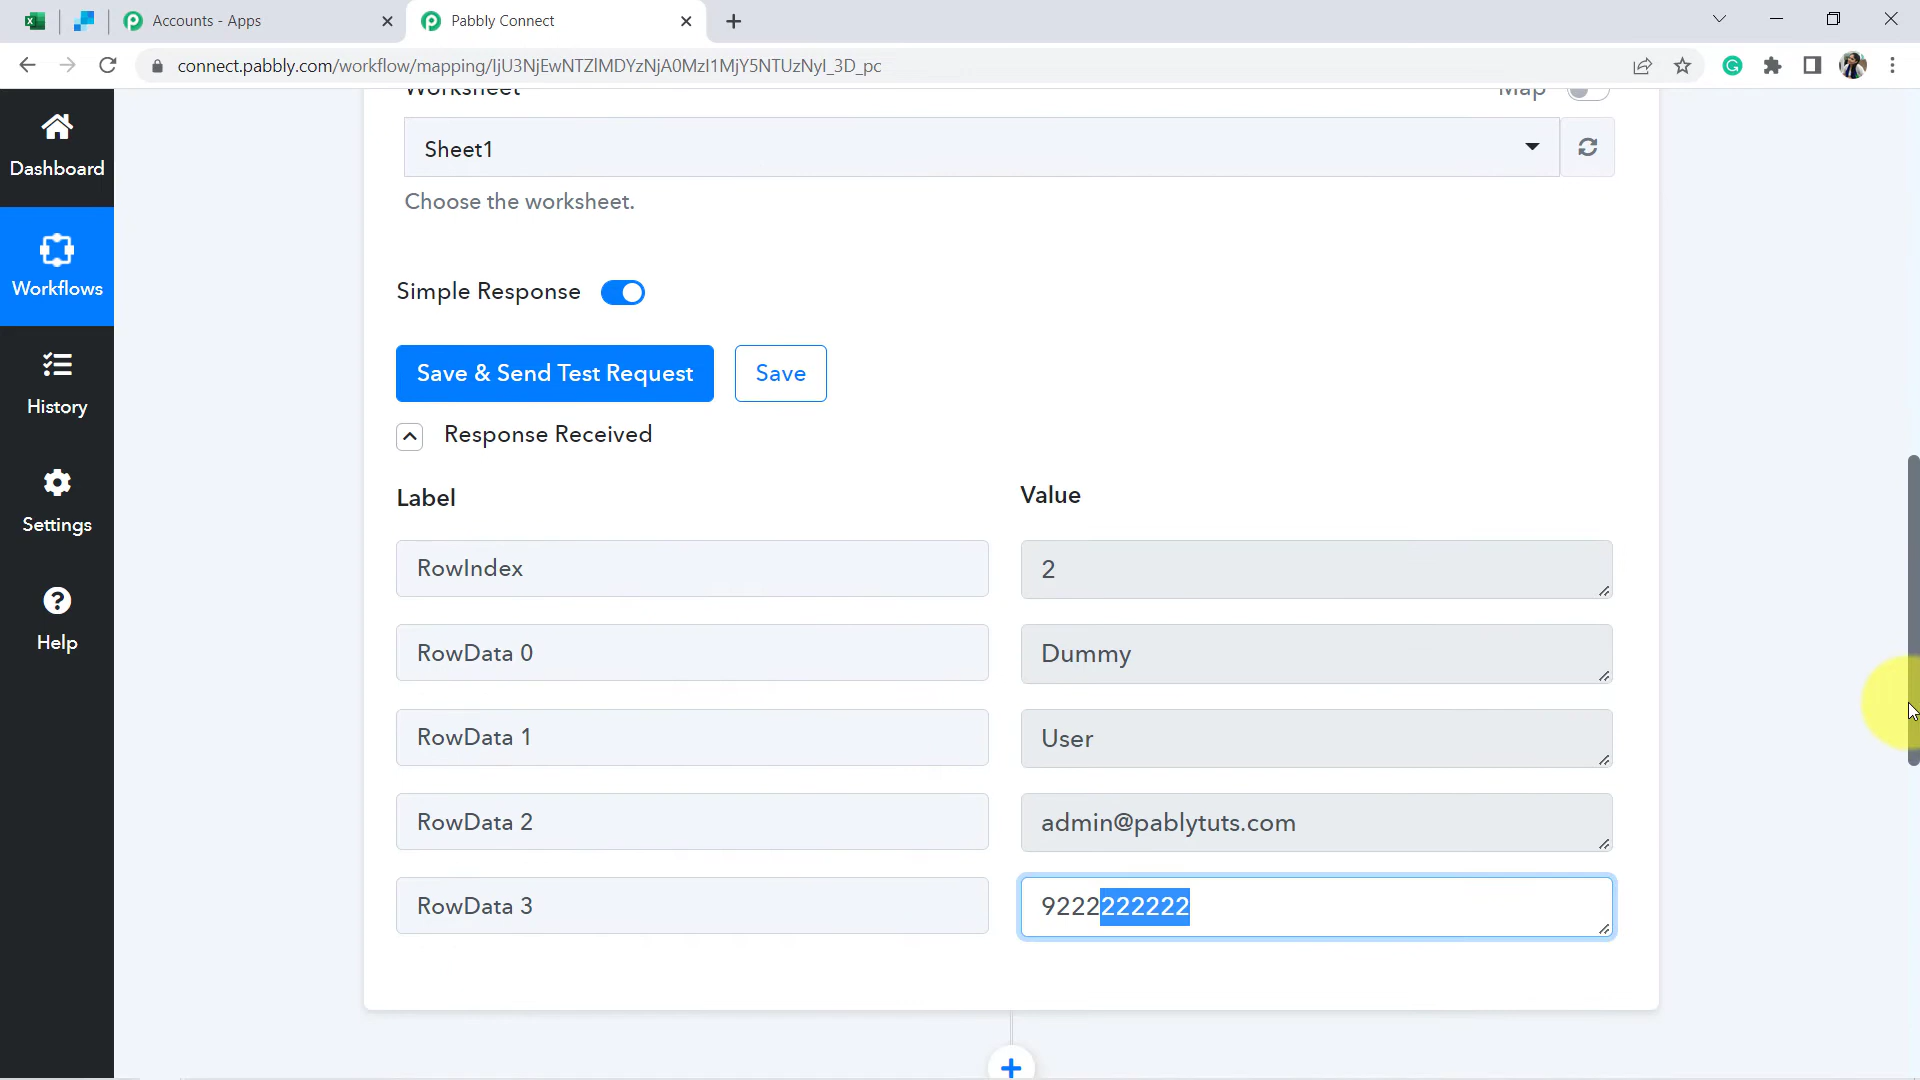 Accounts - Apps
Pabbly Connect
connect.pabbly.com/workflow/mapping/IjU3NjEwNTZlMDYzNjA0MzI1MjY5NTUzNyI_3D_pc
Dashboard
Workflows
History
Settings
Help
Worksheet
Map
Sheet1
Choose the worksheet.
Simple Response
Save & Send Test Request
Save
Response Received
Label
Value
RowIndex
2
RowData 0
Dummy
RowData 1
User
RowData 2
admin@pablytuts.com
RowData 3
9222222222